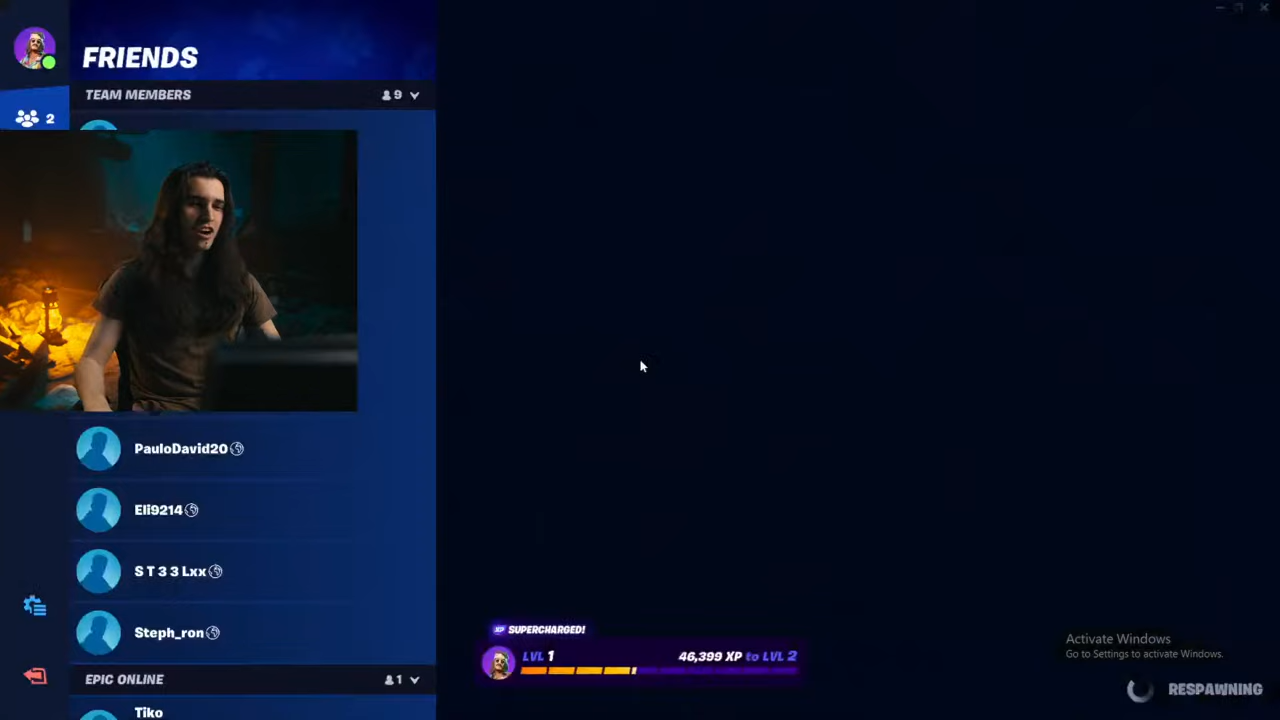 FRIENDS
TEAM MEMBERS 9
2
PauloDavid20
Eli9214
S T 3 3 Lxx
Steph_ron
EPIC ONLINE 1
Tiko
XP SUPERCHARGED!
LVL 1 46,399 XP to LVL 2
Activate Windows
Go to Settings to activate Windows.
RESPAWNING